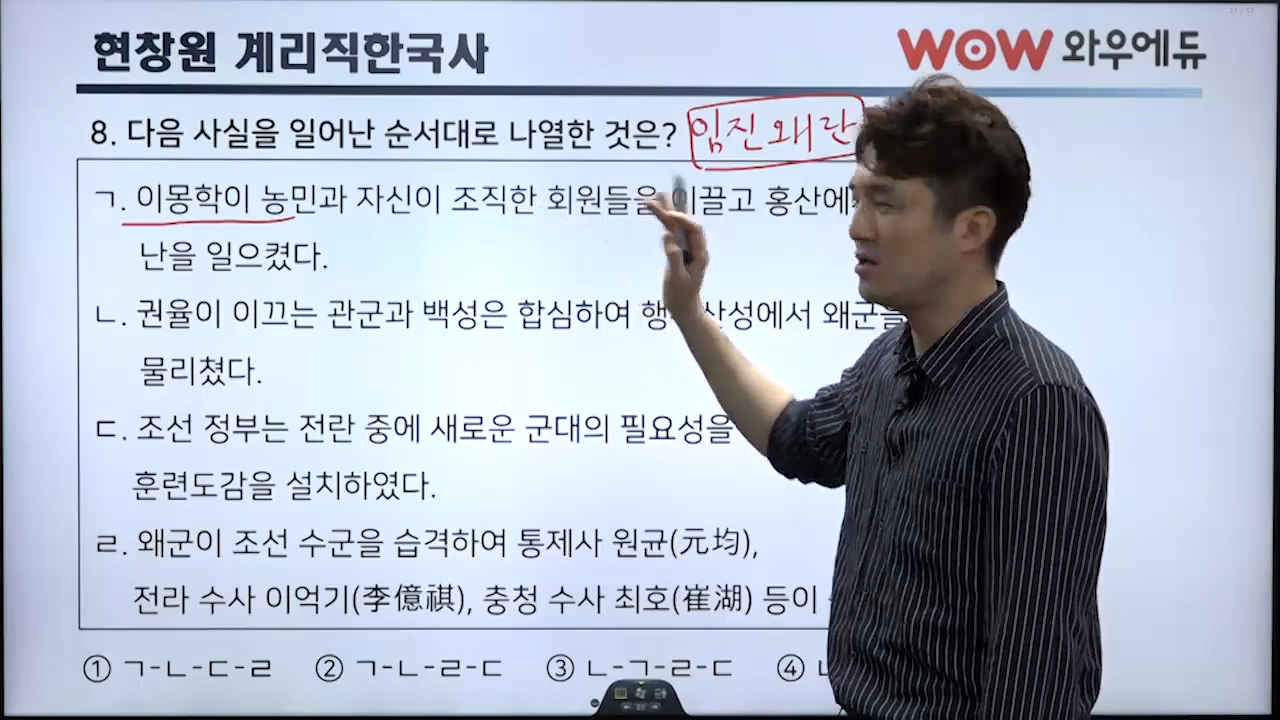 현창원 계리직한국사
WOW 와우에듀
8. 다음 사실을 일어난 순서대로 나열한 것은? 임진왜란
ㄱ. 이몽학이 농민과 자신이 조직한 회원들을 이끌고 홍산에
난을 일으켰다.
ㄴ. 권율이 이끄는 관군과 백성은 합심하여 행 산성에서 왜군을
물리쳤다.
ㄷ. 조선 정부는 전란 중에 새로운 군대의 필요성을
훈련도감을 설치하였다.
ㄹ. 왜군이 조선 수군을 습격하여 통제사 원균(元均),
전라 수사 이억기(李億祺), 충청 수사 최호(崔湖) 등이
① ㄱ-ㄴ-ㄷ-ㄹ ② ㄱ-ㄴ-ㄹ-ㄷ ③ ㄴ-ㄱ-ㄹ-ㄷ ④